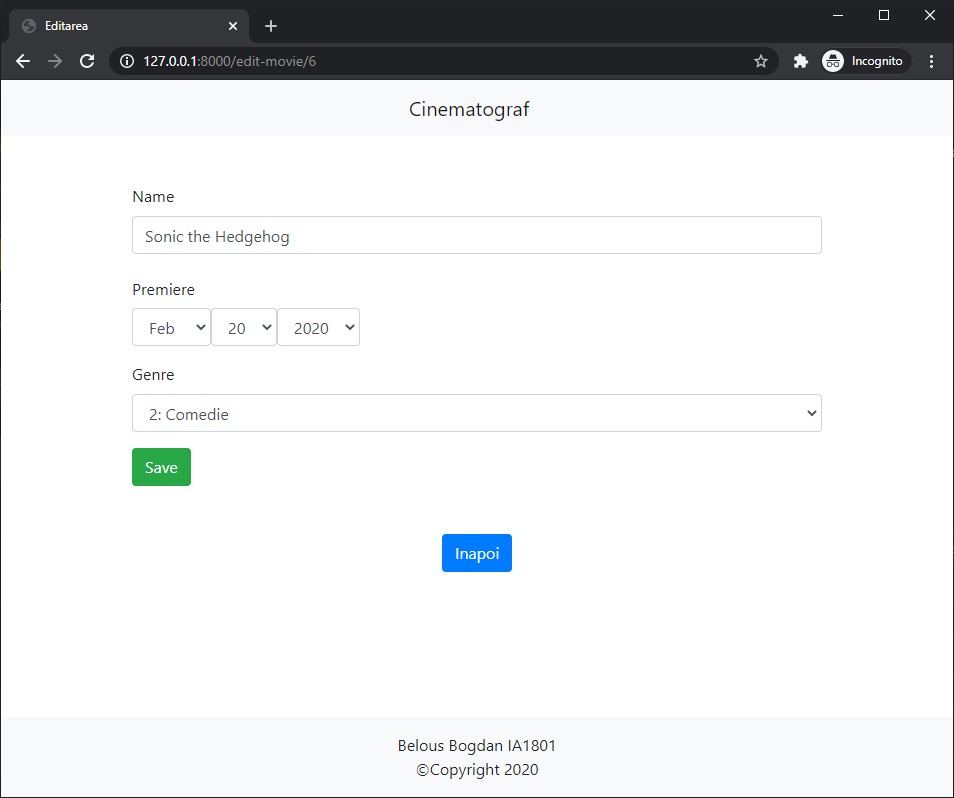 Editarea
127.0.0.1:8000/edit-movie/6
Incognito
Cinematograf
Name
Sonic the Hedgehog
Premiere
Feb 20 2020
Genre
2: Comedie
Save
Inapoi
Belous Bogdan IA1801
©Copyright 2020